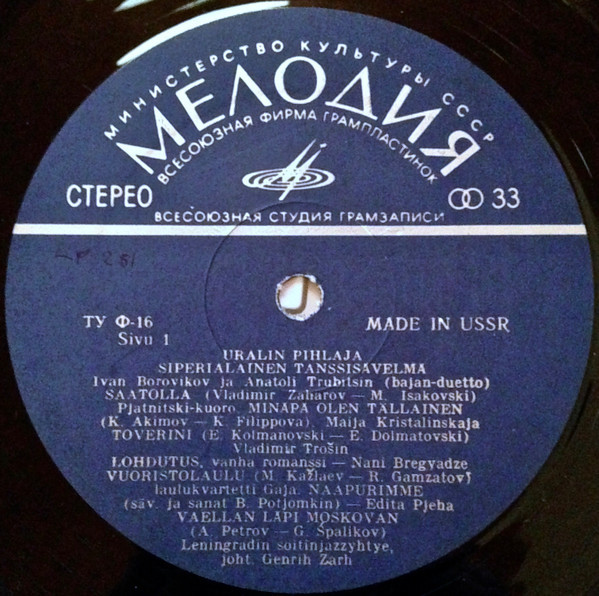 МИНИСТЕРСТВО КУЛЬТУРЫ СССР
МЕЛОДИЯ
ВСЕСОЮЗНАЯ ФИРМА ГРАМПЛАСТИНОК
СТЕРЕО
33
ВСЕСОЮЗНАЯ СТУДИЯ ГРАМЗАПИСИ
ТУ Ф-16
MADE IN USSR
Sivu 1
URALIN PIHLAJA
SIPERIALAINEN TANSSISÄVELMÄ
Ivan Borovikov ja Anatoli Trubitsin (bajan-duetto)
SAATOLLA (Vladimir Zaharov — M. Isakovski)
Pjatnitski-kuoro. MINÄPÄ OLEN TÄLLAINEN
(K. Akimov — K. Filippova), Maija Kristalinskaja
TOVERINI (E. Kolmanovski — E. Dolmatovski)
Vladimir Trošin
LOHDUTUS, vanha romanssi — Nani Bregvadze
VUORISTOLAULU (M. Kažlaev — R. Gamzatov)
laulukvartetti Gaja. NAAPURIMME
(säv. ja sanat B. Potjomkin) — Edita Pjeha
VAELLAN LÄPI MOSKOVAN
(A. Petrov — G. Špalikov)
Leningradin soitinjazzyhtye,
joht. Genrih Zarh